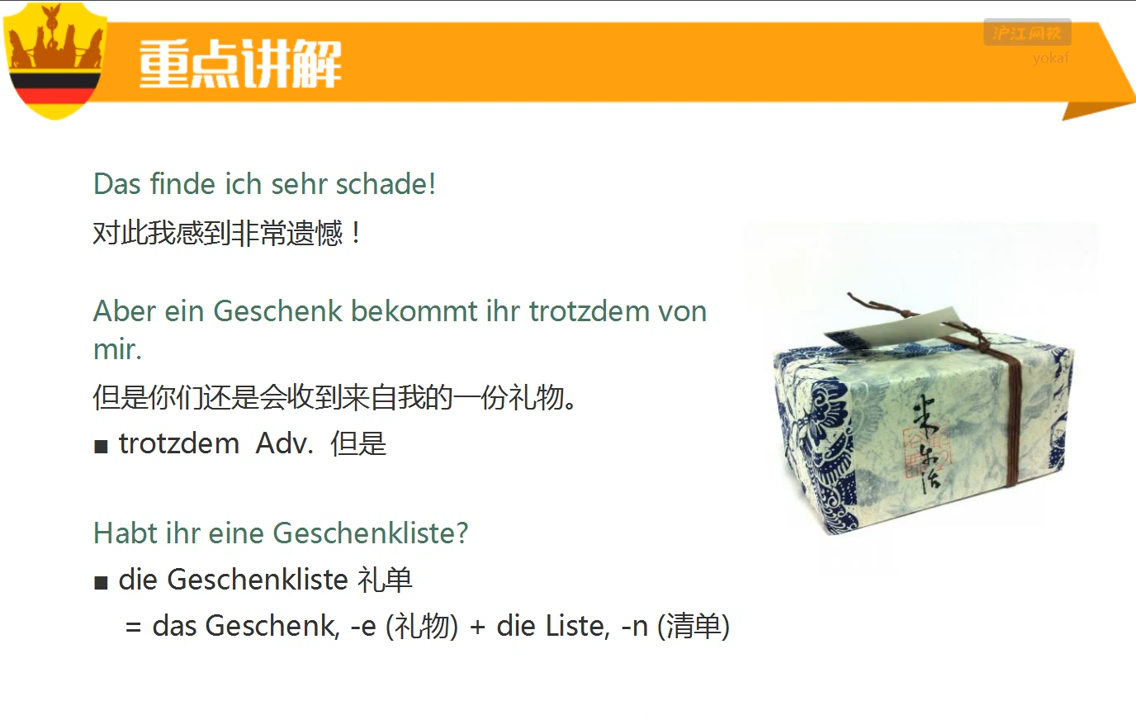 重点讲解
沪江网校
yokaf
Das finde ich sehr schade!
对此我感到非常遗憾！
Aber ein Geschenk bekommt ihr trotzdem von
mir.
但是你们还是会收到来自我的一份礼物。
■ trotzdem Adv. 但是
Habt ihr eine Geschenkliste?
■ die Geschenkliste 礼单
= das Geschenk, -e (礼物) + die Liste, -n (清单)